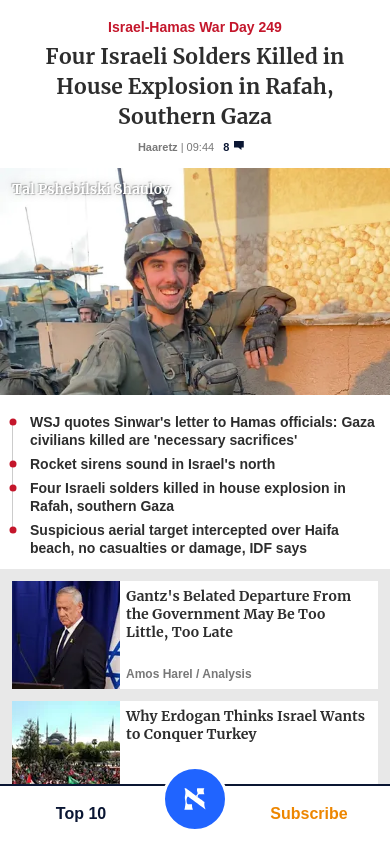 Israel-Hamas War Day 249
Four Israeli Solders Killed in
House Explosion in Rafah,
Southern Gaza
Haaretz | 09:44 8
Tal Pshebilski Shaulov
WSJ quotes Sinwar's letter to Hamas officials: Gaza
civilians killed are 'necessary sacrifices'
Rocket sirens sound in Israel's north
Four Israeli solders killed in house explosion in
Rafah, southern Gaza
Suspicious aerial target intercepted over Haifa
beach, no casualties or damage, IDF says
Gantz's Belated Departure From
the Government May Be Too
Little, Too Late
Amos Harel / Analysis
Why Erdogan Thinks Israel Wants
to Conquer Turkey
Top 10
א
Subscribe